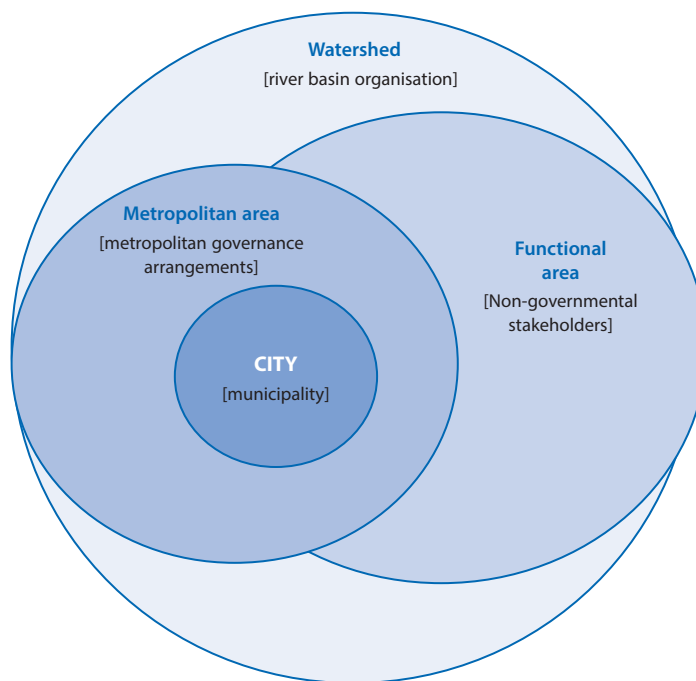 Watershed
[river basin organisation]
Metropolitan area
[metropolitan governance
arrangements]
Functional
area
[Non-governmental
stakeholders]
CITY
[municipality]